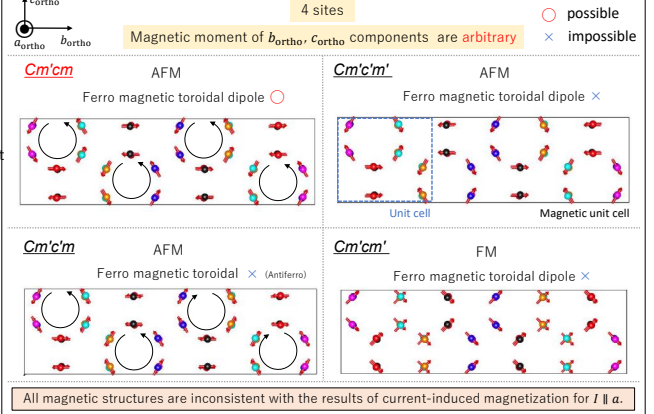 c_ortho
a_ortho b_ortho
4 sites
Magnetic moment of b_ortho, c_ortho components are arbitrary
○ possible
× impossible
Cm'cm
AFM
Ferro magnetic toroidal dipole ○
Cm'c'm'
AFM
Ferro magnetic toroidal dipole ×
t
Unit cell
Magnetic unit cell
Cm'c'm
AFM
Ferro magnetic toroidal × (Antiferro)
Cm'cm'
FM
Ferro magnetic toroidal dipole ×
All magnetic structures are inconsistent with the results of current-induced magnetization for I ∥ a.